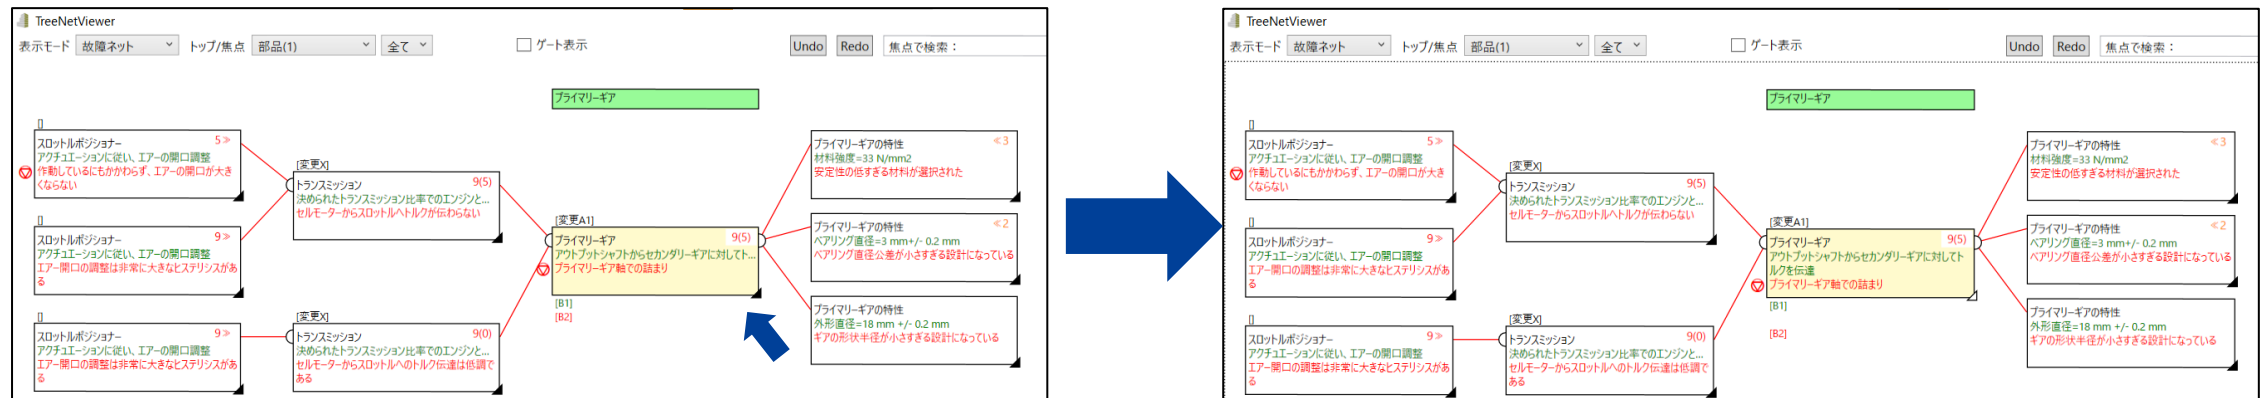 TreeNetViewer
表示モード 故障ネット トップ/焦点 部品(1) 全て ゲート表示 Undo Redo 焦点で検索：
プライマリーギア
[]
スロットルポジショナー 5≫
アクチュエーションに従い、エアーの開口調整
作動しているにもかかわらず、エアーの開口が大き
くならない
[]
スロットルポジショナー 9≫
アクチュエーションに従い、エアーの開口調整
エアー開口の調整は非常に大きなヒステリシスがあ
る
[]
スロットルポジショナー 9≫
アクチュエーションに従い、エアーの開口調整
エアー開口の調整は非常に大きなヒステリシスがあ
る
[変更X]
トランスミッション 9(5)
決められたトランスミッション比率でのエンジンと...
セルモーターからスロットルへトルクが伝わらない
[変更X]
トランスミッション 9(0)
決められたトランスミッション比率でのエンジンと...
セルモーターからスロットルへのトルク伝達は低調で
ある
[変更A1]
プライマリーギア 9(5)
アウトプットシャフトからセカンダリーギアに対してト...
プライマリーギア軸での詰まり
[B1]
[B2]
プライマリーギアの特性 ≪3
材料強度=33 N/mm2
安定性の低すぎる材料が選択された
プライマリーギアの特性 ≪2
ベアリング直径=3 mm+/- 0.2 mm
ベアリング直径公差が小さすぎる設計になっている
プライマリーギアの特性
外形直径=18 mm +/- 0.2 mm
ギアの形状半径が小さすぎる設計になっている
TreeNetViewer
表示モード 故障ネット トップ/焦点 部品(1) 全て ゲート表示 Undo Redo 焦点で検索：
プライマリーギア
[]
スロットルポジショナー 5≫
アクチュエーションに従い、エアーの開口調整
作動しているにもかかわらず、エアーの開口が大き
くならない
[]
スロットルポジショナー 9≫
アクチュエーションに従い、エアーの開口調整
エアー開口の調整は非常に大きなヒステリシスがあ
る
[]
スロットルポジショナー 9≫
アクチュエーションに従い、エアーの開口調整
エアー開口の調整は非常に大きなヒステリシスがあ
る
[変更X]
トランスミッション 9(5)
決められたトランスミッション比率でのエンジンと...
セルモーターからスロットルへトルクが伝わらない
[変更X]
トランスミッション 9(0)
決められたトランスミッション比率でのエンジンと...
セルモーターからスロットルへのトルク伝達は低調で
ある
[変更A1]
プライマリーギア 9(5)
アウトプットシャフトからセカンダリーギアに対してト
ルクを伝達
プライマリーギア軸での詰まり
[B1]
[B2]
プライマリーギアの特性 ≪3
材料強度=33 N/mm2
安定性の低すぎる材料が選択された
プライマリーギアの特性 ≪2
ベアリング直径=3 mm+/- 0.2 mm
ベアリング直径公差が小さすぎる設計になっている
プライマリーギアの特性
外形直径=18 mm +/- 0.2 mm
ギアの形状半径が小さすぎる設計になっている